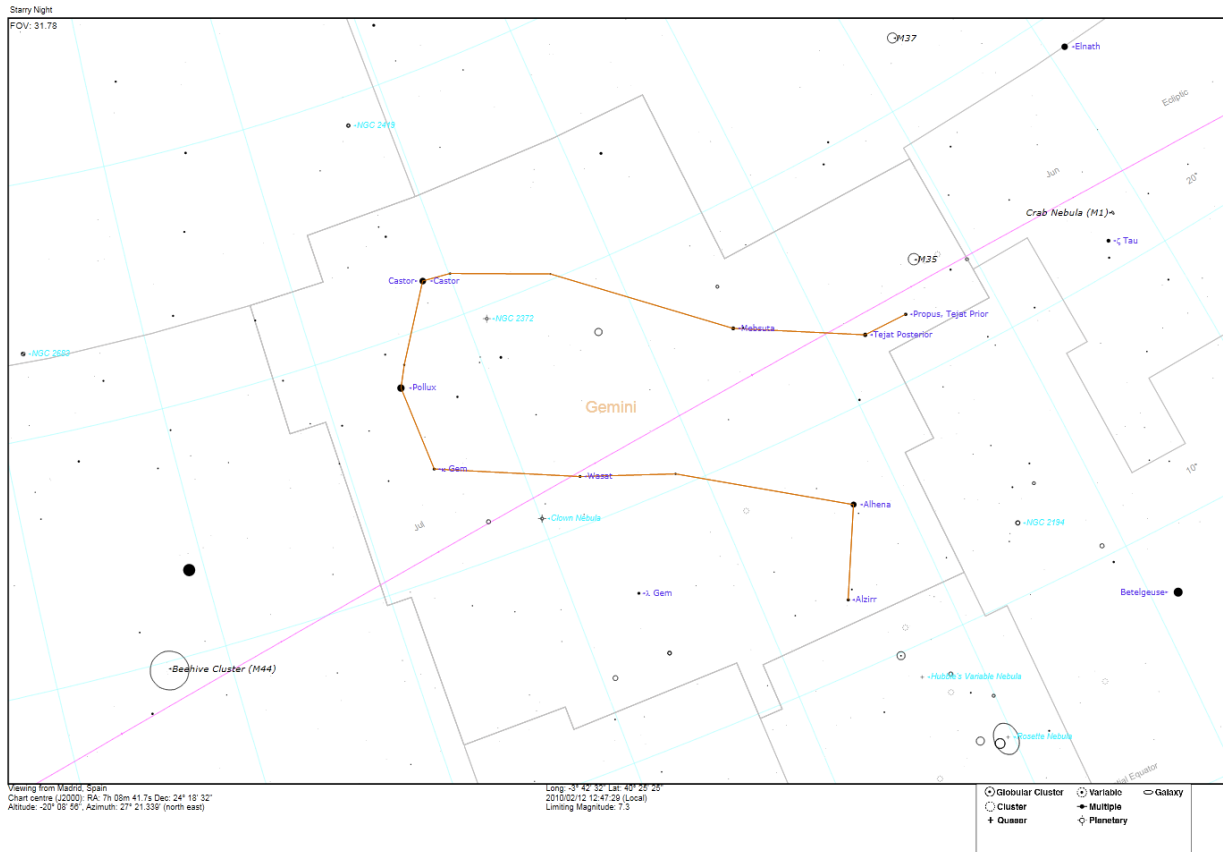 Starry Night
FOV: 31.78
M37
Elnath
Ecliptic
NGC 2419
Jun
20°
Crab Nebula (M1)
ζ Tau
M35
Castor
Castor
NGC 2372
Propus, Tejat Prior
Mebsuta
Tejat Posterior
NGC 2683
Pollux
Gemini
κ Gem
Wasat
10°
Alhena
Jul
Clown Nebula
NGC 2194
λ Gem
Alzirr
Betelgeuse
Beehive Cluster (M44)
Hubble's Variable Nebula
Rosette Nebula
Equator
Viewing from Madrid, Spain
Chart centre (J2000): RA: 7h 08m 41.7s Dec: 24° 18' 32"
Altitude: -20° 08' 56", Azimuth: 27° 21.339' (north east)
Long: -3° 42' 32" Lat: 40° 25' 25"
2010/02/12 12:47:29 (Local)
Limiting Magnitude: 7.3
Globular Cluster Variable Galaxy
Cluster Multiple
Quasar Planetary